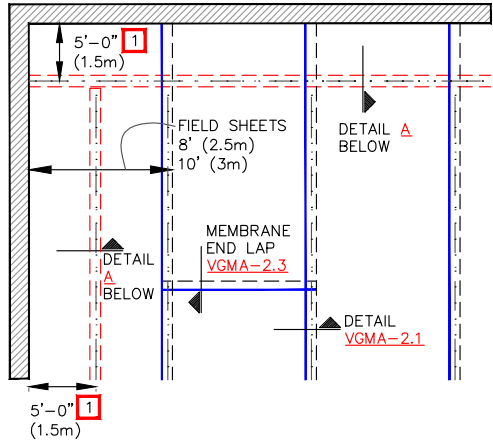 5'-0" 1
(1.5m)
FIELD SHEETS
8' (2.5m)
10' (3m)
DETAIL A
BELOW
MEMBRANE
END LAP
VGMA-2.3
DETAIL
A
BELOW
DETAIL
VGMA-2.1
5'-0" 1
(1.5m)